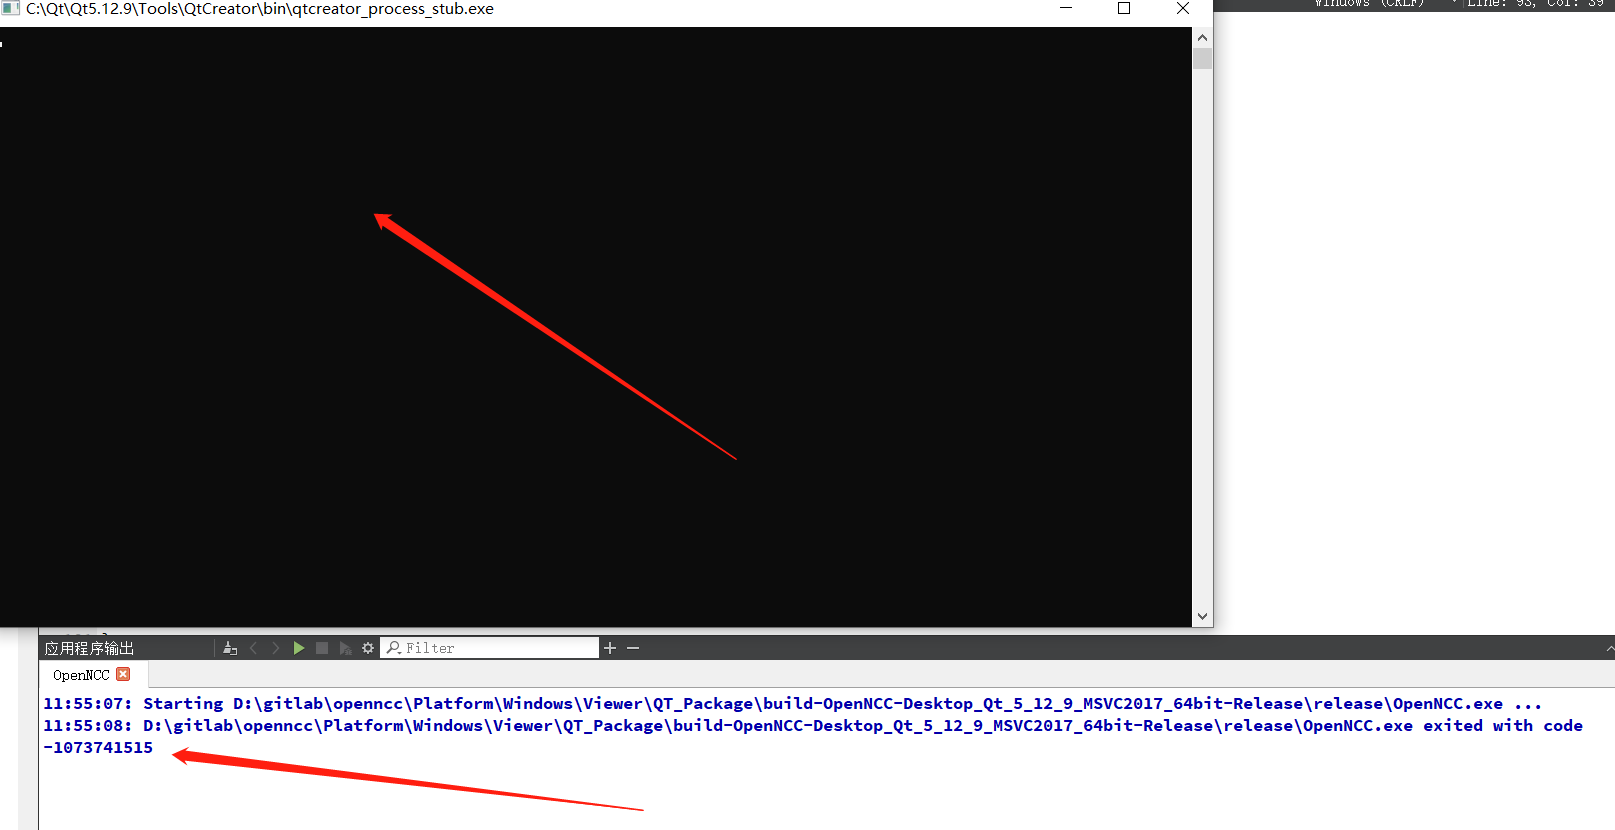 C:\Qt\Qt5.12.9\Tools\QtCreator\bin\qtcreator_process_stub.exe
Windows (CRLF) Line: 93, Col: 39
应用程序输出 Filter
OpenNCC
11:55:07: Starting D:\gitlab\openncc\Platform\Windows\Viewer\QT_Package\build-OpenNCC-Desktop_Qt_5_12_9_MSVC2017_64bit-Release\release\OpenNCC.exe ...
11:55:08: D:\gitlab\openncc\Platform\Windows\Viewer\QT_Package\build-OpenNCC-Desktop_Qt_5_12_9_MSVC2017_64bit-Release\release\OpenNCC.exe exited with code
-1073741515